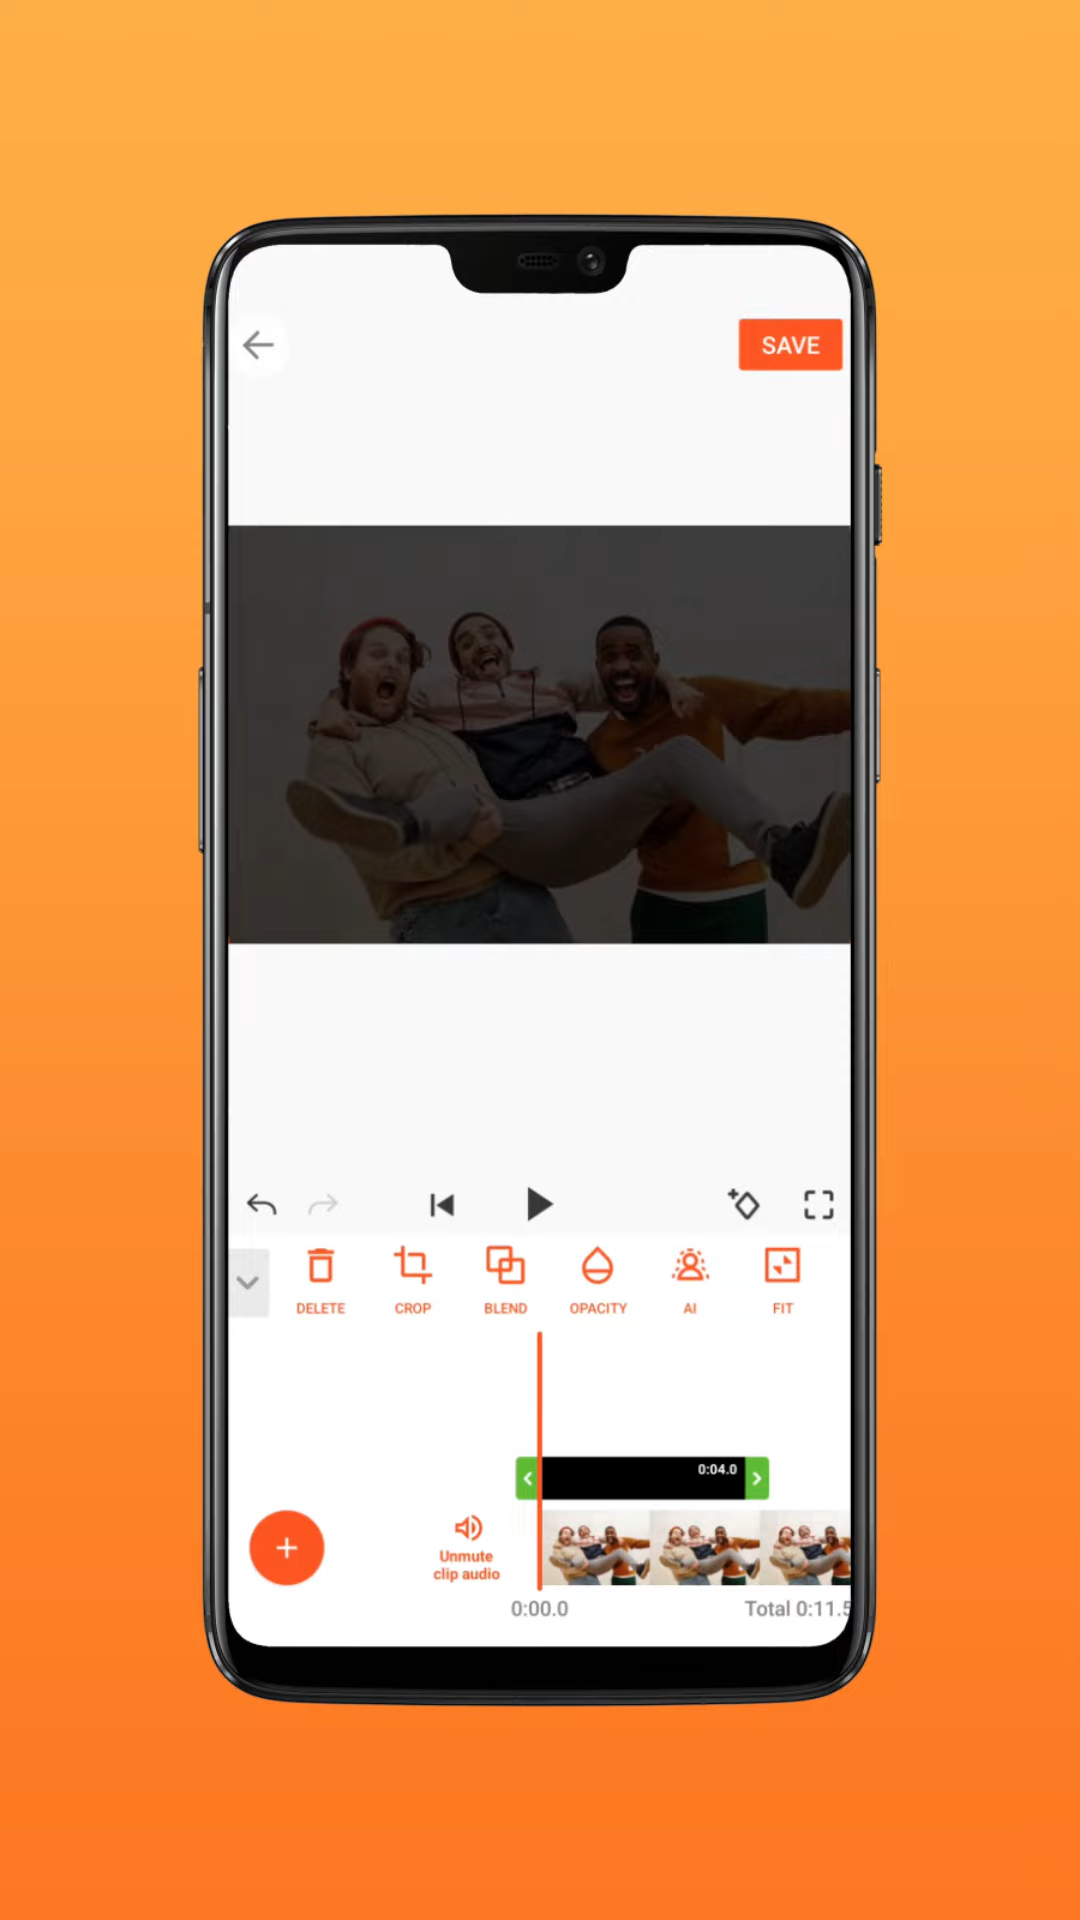 SAVE
DELETE
CROP
BLEND
OPACITY
AI
FIT
0:04.0
Unmute
clip audio
0:00.0
Total 0:11.5